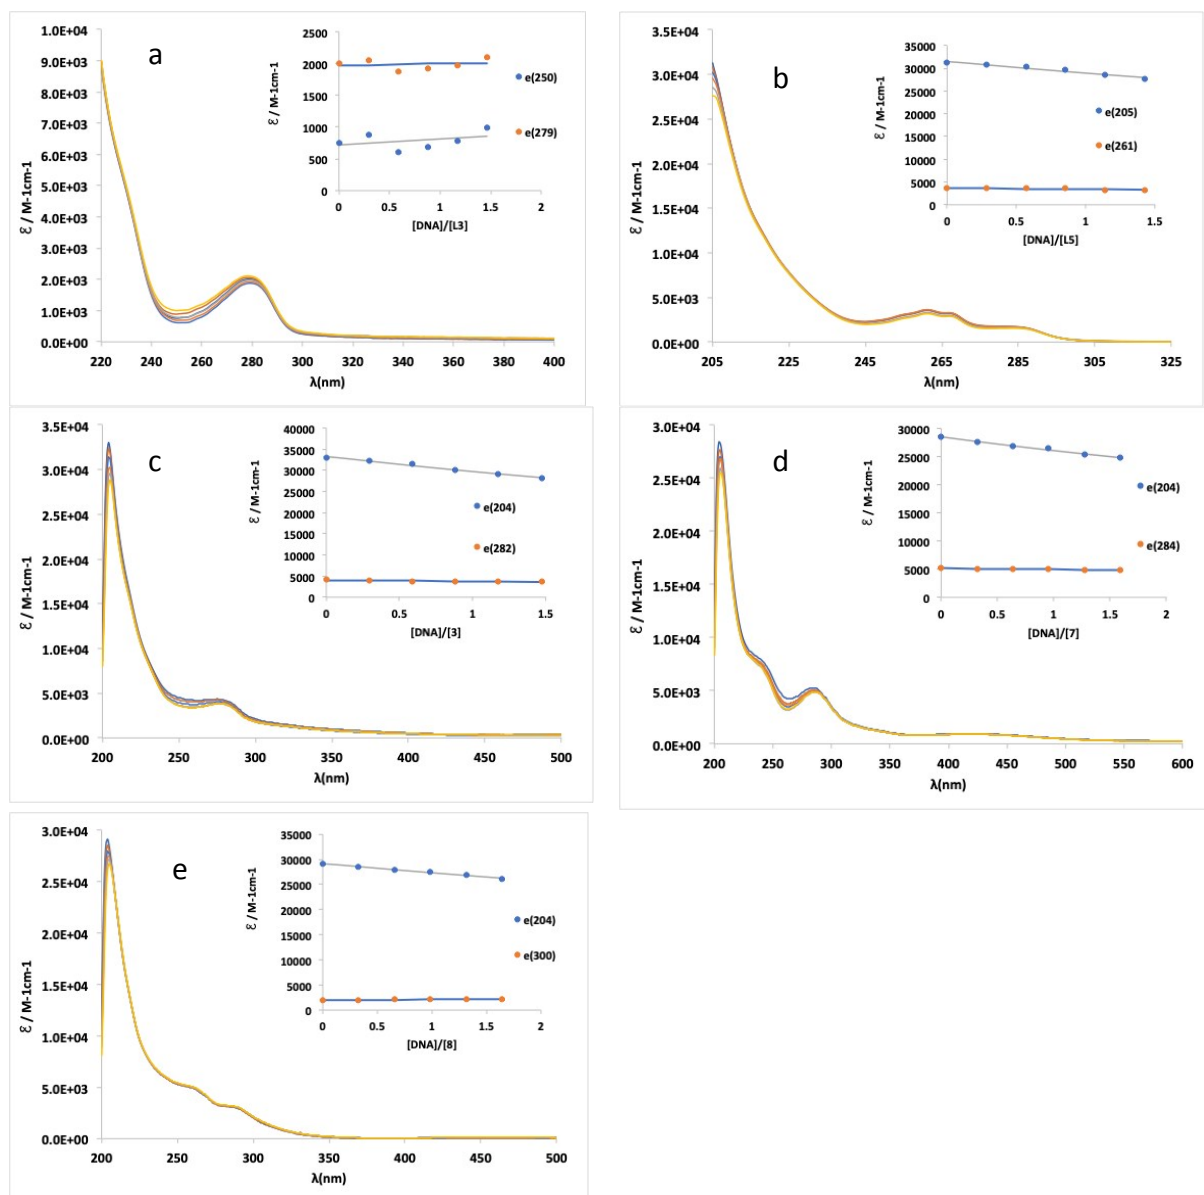 a
1.0E+04
9.0E+03
8.0E+03
7.0E+03
6.0E+03
5.0E+03
4.0E+03
3.0E+03
2.0E+03
1.0E+03
0.0E+00
ε / M-1cm-1
220 240 260 280 300 320 340 360 380 400
λ(nm)
2500
2000
1500
1000
500
0
ε / M-1cm-1
0 0.5 1 1.5 2
[DNA]/[L3]
e(250)
e(279)
b
3.5E+04
3.0E+04
2.5E+04
2.0E+04
1.5E+04
1.0E+04
5.0E+03
0.0E+00
ε / M-1cm-1
205 225 245 265 285 305 325
λ(nm)
35000
30000
25000
20000
15000
10000
5000
0
ε / M-1cm-1
0 0.5 1 1.5
[DNA]/[L5]
e(205)
e(261)
c
3.5E+04
3.0E+04
2.5E+04
2.0E+04
1.5E+04
1.0E+04
5.0E+03
0.0E+00
ε / M-1cm-1
200 250 300 350 400 450 500
λ(nm)
40000
35000
30000
25000
20000
15000
10000
5000
0
ε / M-1cm-1
0 0.5 1 1.5
[DNA]/[3]
e(204)
e(282)
d
3.0E+04
2.5E+04
2.0E+04
1.5E+04
1.0E+04
5.0E+03
0.0E+00
ε / M-1cm-1
200 250 300 350 400 450 500 550 600
λ(nm)
30000
25000
20000
15000
10000
5000
0
ε / M-1cm-1
0 0.5 1 1.5 2
[DNA]/[7]
e(204)
e(284)
e
3.0E+04
2.5E+04
2.0E+04
1.5E+04
1.0E+04
5.0E+03
0.0E+00
ε / M-1cm-1
200 250 300 350 400 450 500
λ(nm)
35000
30000
25000
20000
15000
10000
5000
0
ε / M-1cm-1
0 0.5 1 1.5 2
[DNA]/[8]
e(204)
e(300)